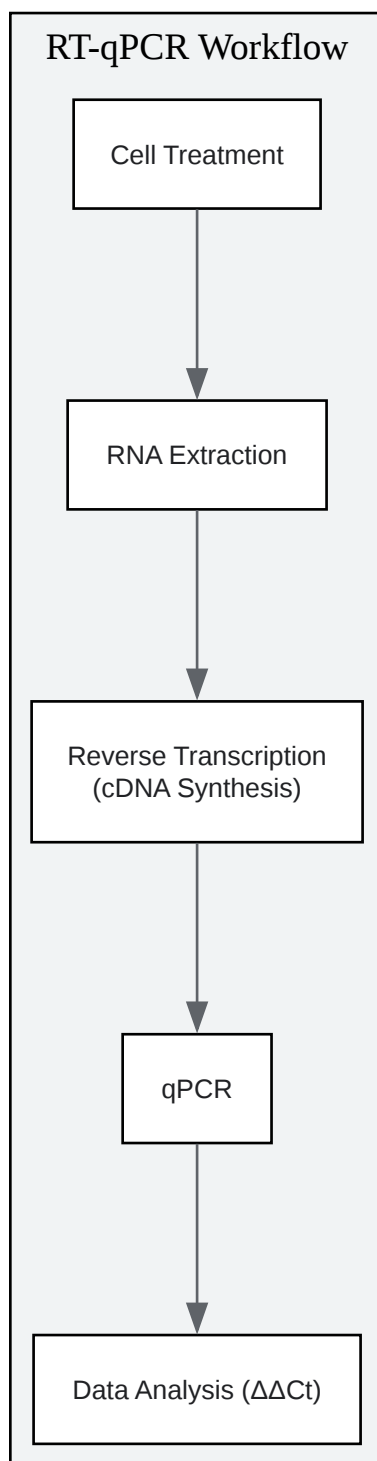 RT-qPCR Workflow
Cell Treatment
RNA Extraction
Reverse Transcription
(cDNA Synthesis)
qPCR
Data Analysis (ΔΔCt)